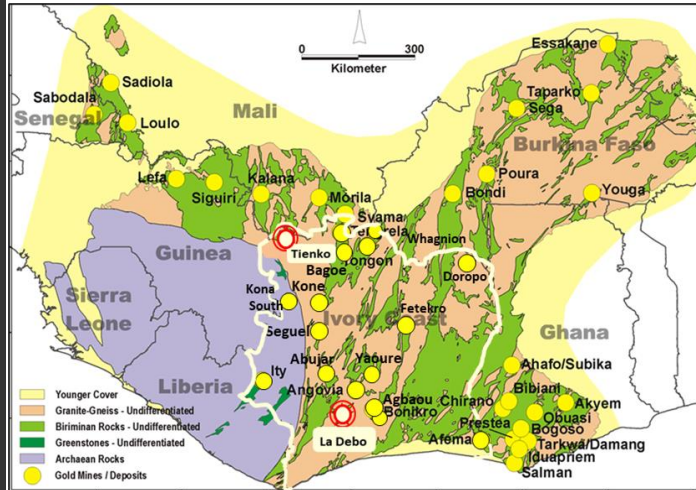 Essakane
0
300
Kilometer
Sadiola
Taparko
Sabodala
Sega
Mali
Senegal
Loulo
Burkina Faso
Lefa
Kalana
Poura
Siguiri
Morila
Bondi
Youga
Syama
Guinea
Tienko
Whagnion
Tongon
Bagoe
Doropo
Kona
South
Kone
Sierra
Leone
Fetekro
Ivory Coast
Seguel
Ghana
Abujar
Yaoure
Ahafo/Subika
Ity
Liberia
Angovia
Agbaou
Bonikro
Chirano
Bibiani
Akyem
Prestea
Obuasi
La Debo
Afema
Bogoso
Tarkwa/Damang
Iduapriem
Salman
Younger Cover
Granite-Gneiss - Undifferentiated
Biriminan Rocks - Undifferentiated
Greenstones - Undifferentiated
Archaean Rocks
Gold Mines / Deposits